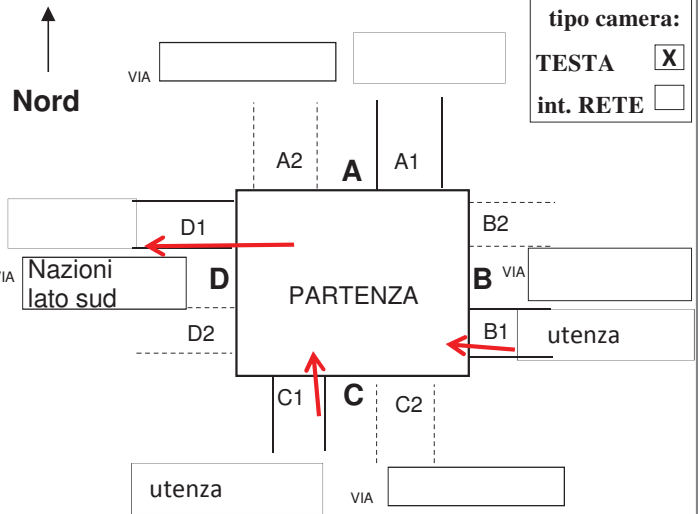 tipo camera:
VIA
TESTA X
Nord
int. RETE
A2 A A1
D1
B2
VIA Nazioni
lato sud
D
PARTENZA
B
VIA
D2
B1
utenza
C1 C C2
utenza
VIA